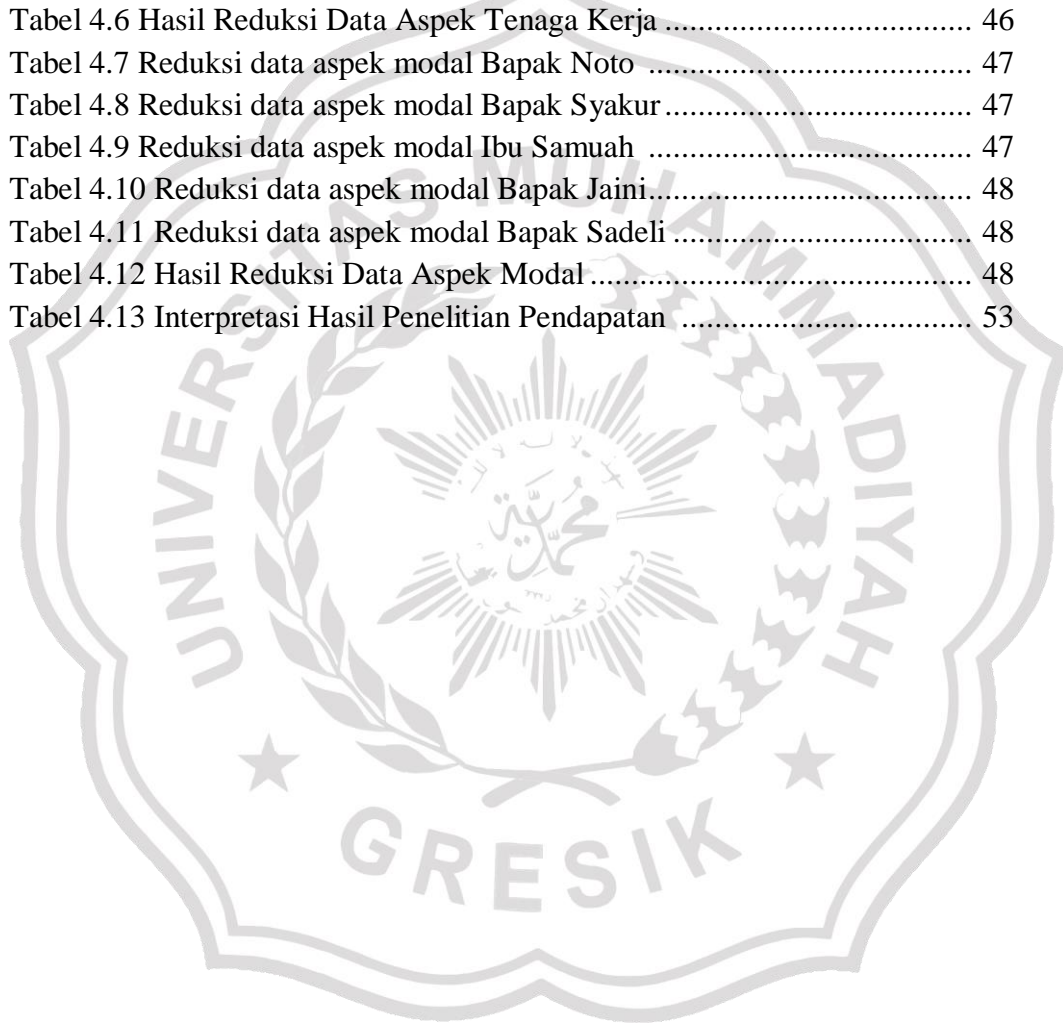 Tabel 4.6 Hasil Reduksi Data Aspek Tenaga Kerja .................................. 46
Tabel 4.7 Reduksi data aspek modal Bapak Noto .................................... 47
Tabel 4.8 Reduksi data aspek modal Bapak Syakur .................................. 47
Tabel 4.9 Reduksi data aspek modal Ibu Samuah .................................... 47
Tabel 4.10 Reduksi data aspek modal Bapak Jaini.................................... 48
Tabel 4.11 Reduksi data aspek modal Bapak Sadeli ................................. 48
Tabel 4.12 Hasil Reduksi Data Aspek Modal .......................................... 48
Tabel 4.13 Interpretasi Hasil Penelitian Pendapatan ................................ 53
UNIVERSITAS MUHAMMADIYAH
GRESIK